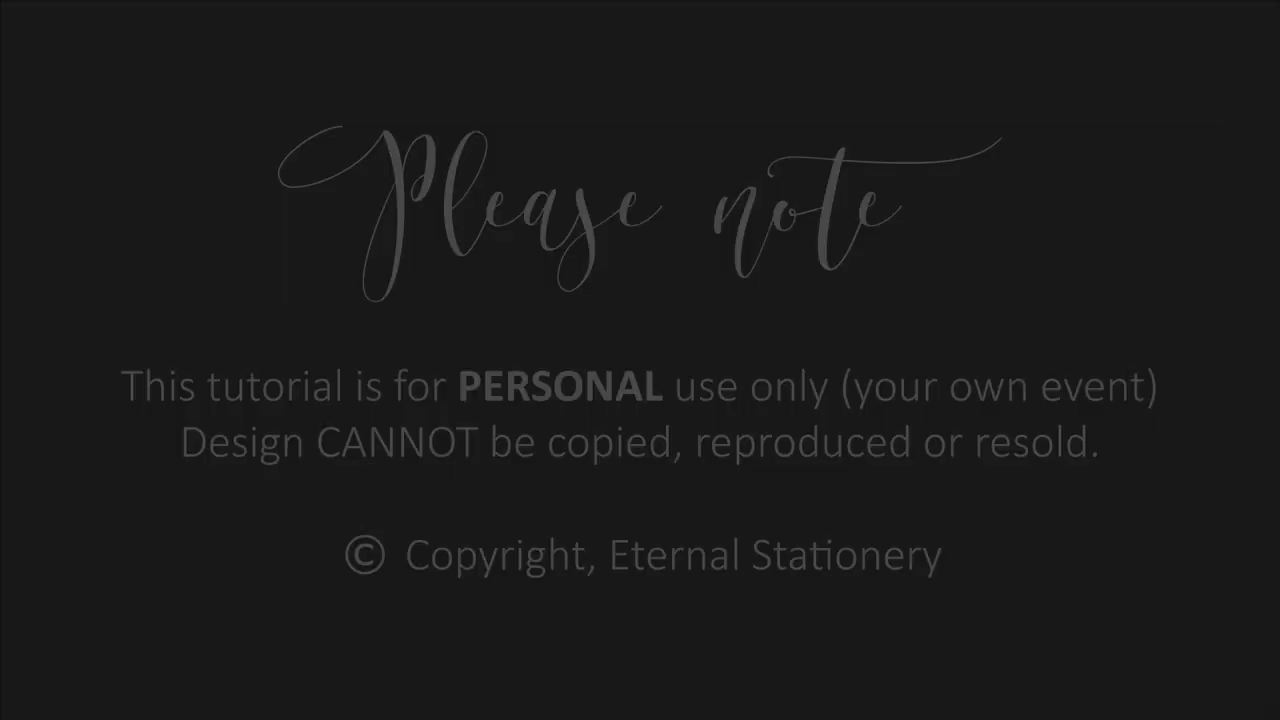 Please note
This tutorial is for PERSONAL use only (your own event)
Design CANNOT be copied, reproduced or resold.
© Copyright, Eternal Stationery